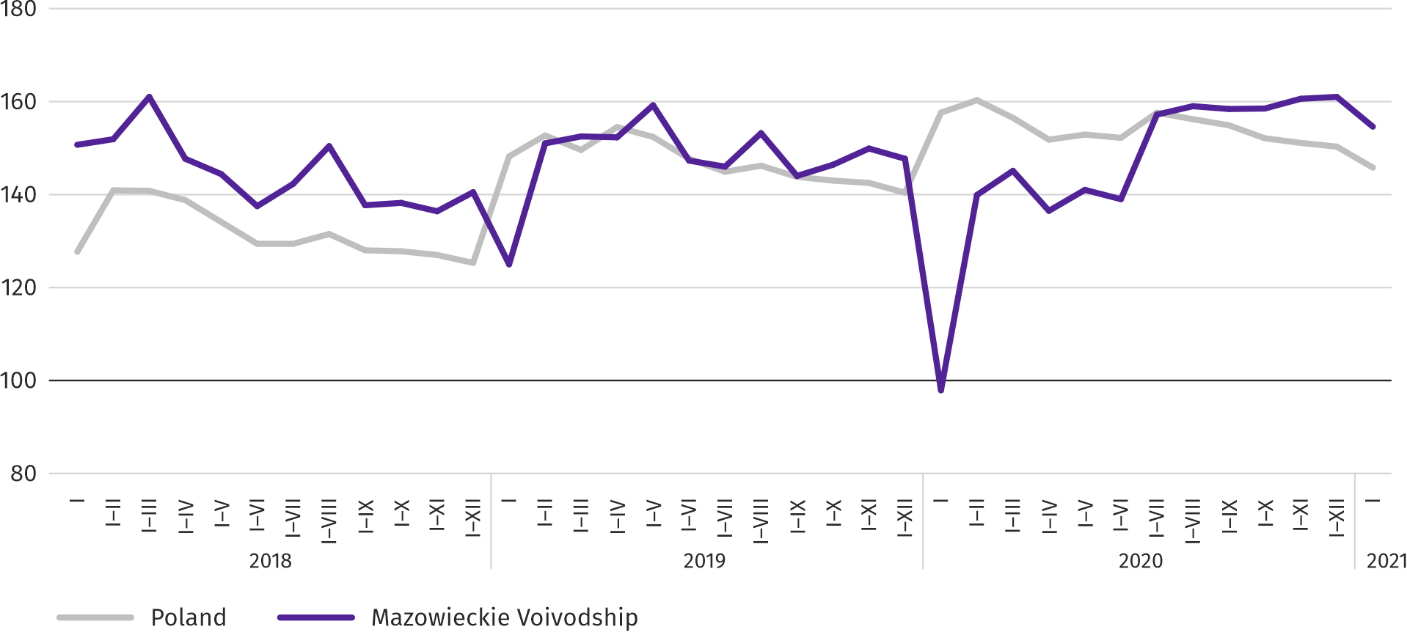 180
160
140
120
100
80
I I–II I–III I–IV I–V I–VI I–VII I–VIII I–IX I–X I–XI I–XII I I–II I–III I–IV I–V I–VI I–VII I–VIII I–IX I–X I–XI I–XII I I–II I–III I–IV I–V I–VI I–VII I–VIII I–IX I–X I–XI I–XII I
2018 2019 2020 2021
Poland Mazowieckie Voivodship